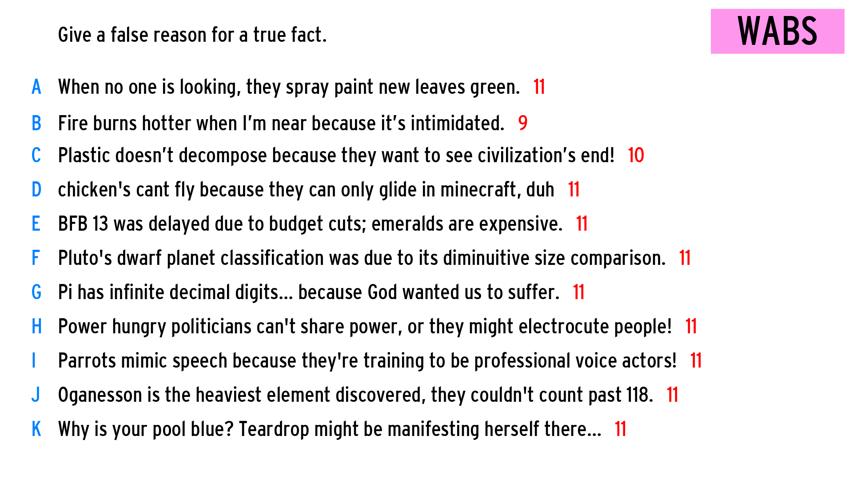 Give a false reason for a true fact.
WABS
A When no one is looking, they spray paint new leaves green. 11
B Fire burns hotter when I’m near because it’s intimidated. 9
C Plastic doesn’t decompose because they want to see civilization’s end! 10
D chicken's cant fly because they can only glide in minecraft, duh 11
E BFB 13 was delayed due to budget cuts; emeralds are expensive. 11
F Pluto's dwarf planet classification was due to its diminuitive size comparison. 11
G Pi has infinite decimal digits... because God wanted us to suffer. 11
H Power hungry politicians can't share power, or they might electrocute people! 11
I Parrots mimic speech because they're training to be professional voice actors! 11
J Oganesson is the heaviest element discovered, they couldn't count past 118. 11
K Why is your pool blue? Teardrop might be manifesting herself there... 11